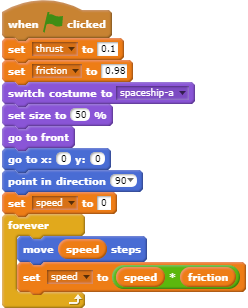 when clicked
set thrust to 0.1
set friction to 0.98
switch costume to spaceship-a
set size to 50 %
go to front
go to x: 0 y: 0
point in direction 90
set speed to 0
forever
move speed steps
set speed to speed * friction